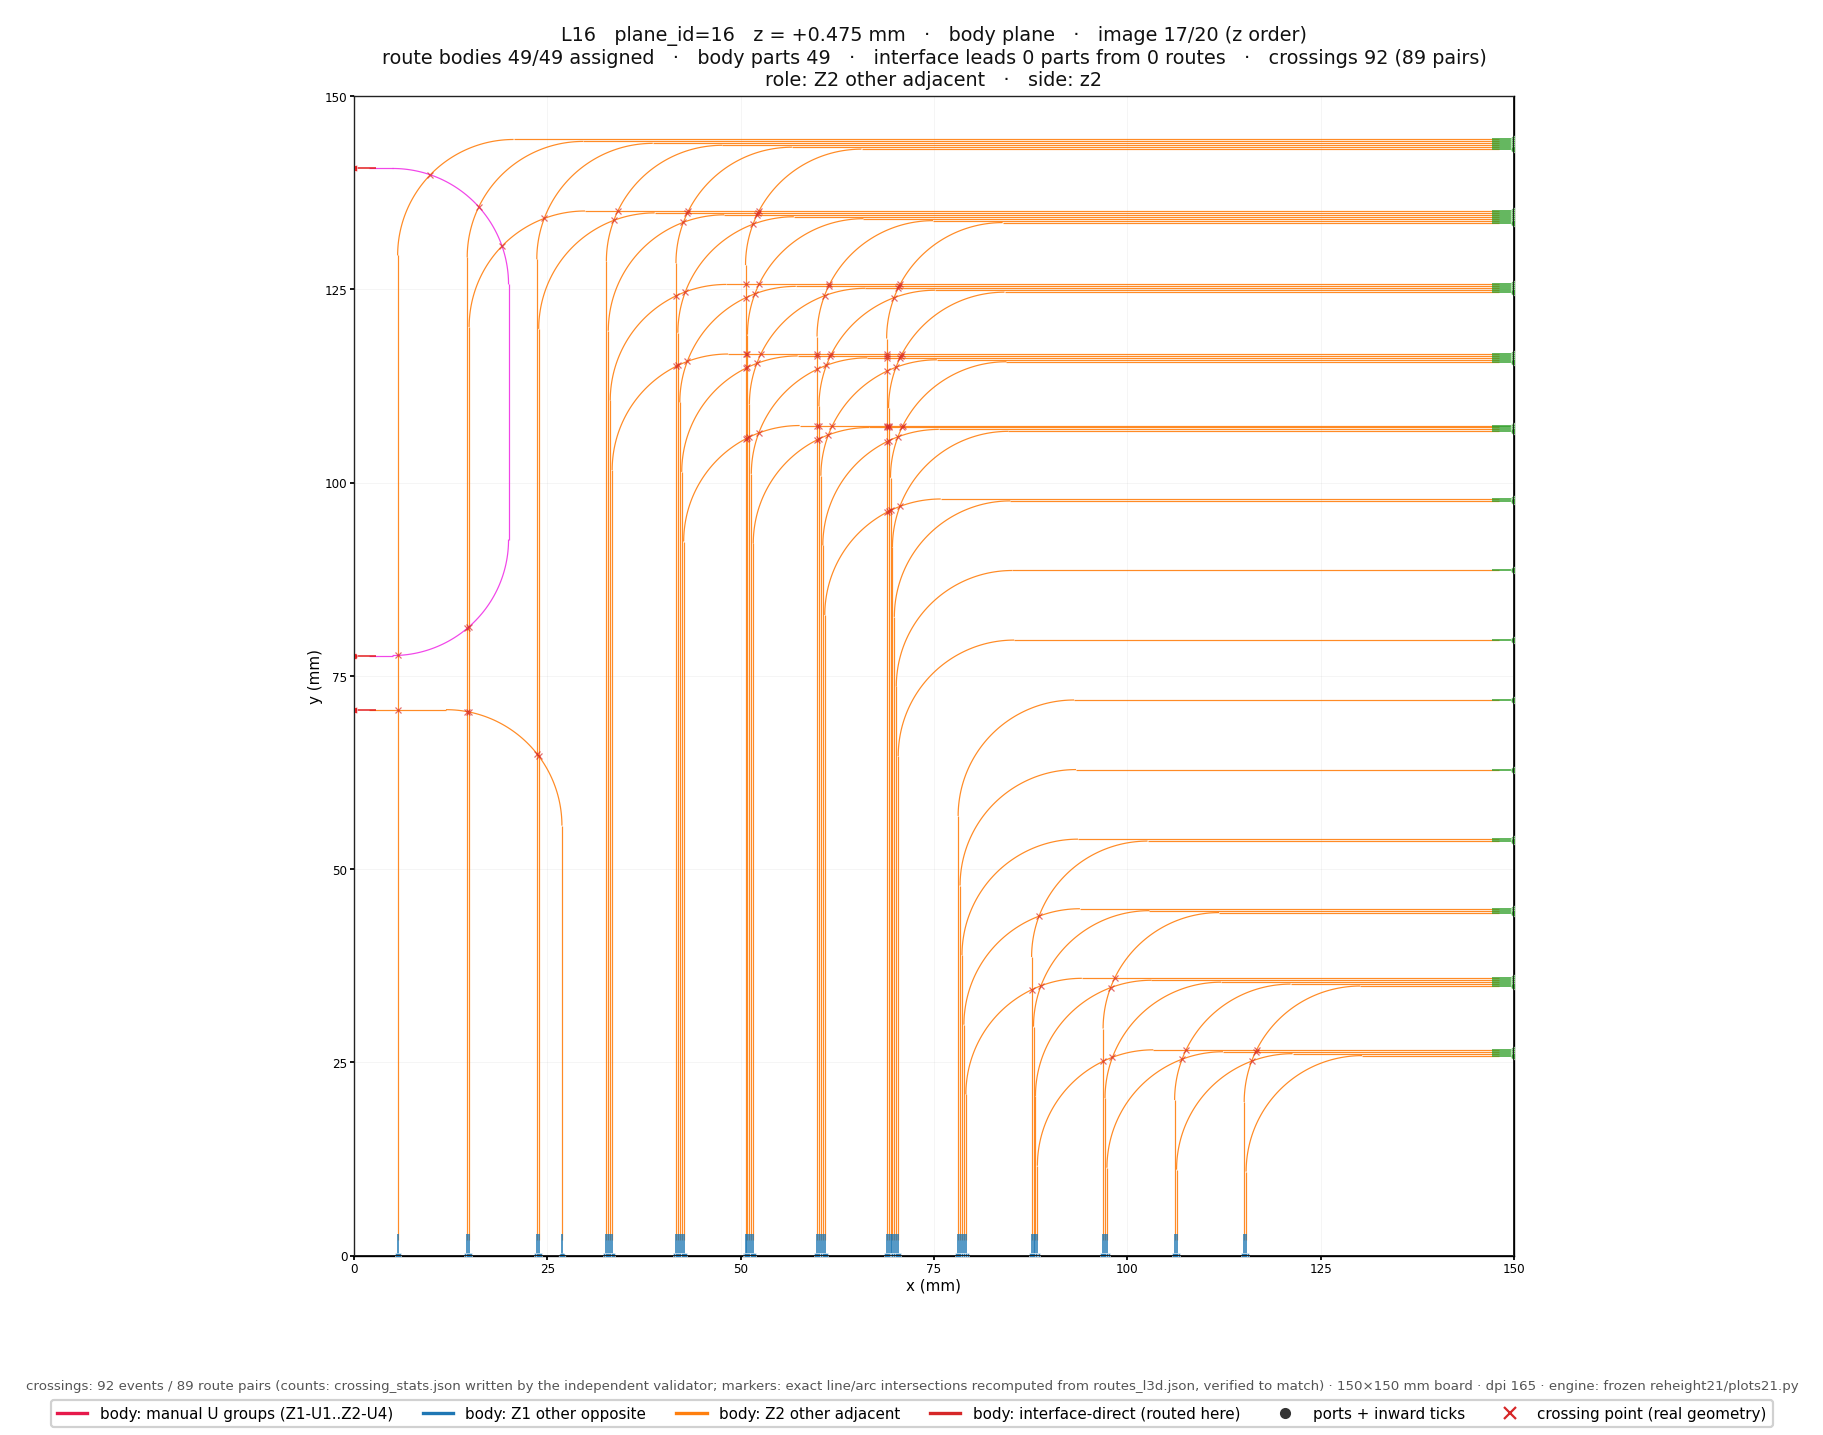 L16   plane_id=16   z = +0.475 mm   ·   body plane   ·   image 17/20 (z order)
route bodies 49/49 assigned   ·   body parts 49   ·   interface leads 0 parts from 0 routes   ·   crossings 92 (89 pairs)
role: Z2 other adjacent   ·   side: z2
150
125
100
75
50
25
0
y (mm)
0 25 50 75 100 125 150
x (mm)
crossings: 92 events / 89 route pairs (counts: crossing_stats.json written by the independent validator; markers: exact line/arc intersections recomputed from routes_l3d.json, verified to match) · 150×150 mm board · dpi 165 · engine: frozen reheight21/plots21.py
body: manual U groups (Z1-U1..Z2-U4) body: Z1 other opposite body: Z2 other adjacent body: interface-direct (routed here) ports + inward ticks crossing point (real geometry)